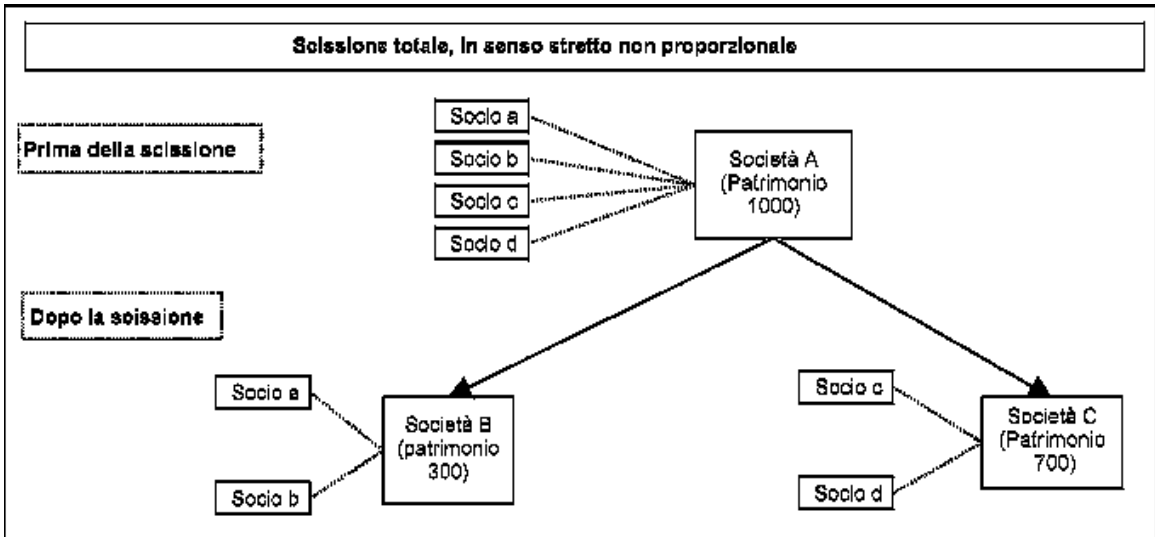 Scissione totale, in senso stretto non proporzionale
Prima della scissione
Socio a
Socio b
Socio c
Socio d
Società A
(Patrimonio
1000)
Dopo la scissione
Socio a
Socio b
Società B
(patrimonio
300)
Socio c
Socio d
Società C
(Patrimonio
700)